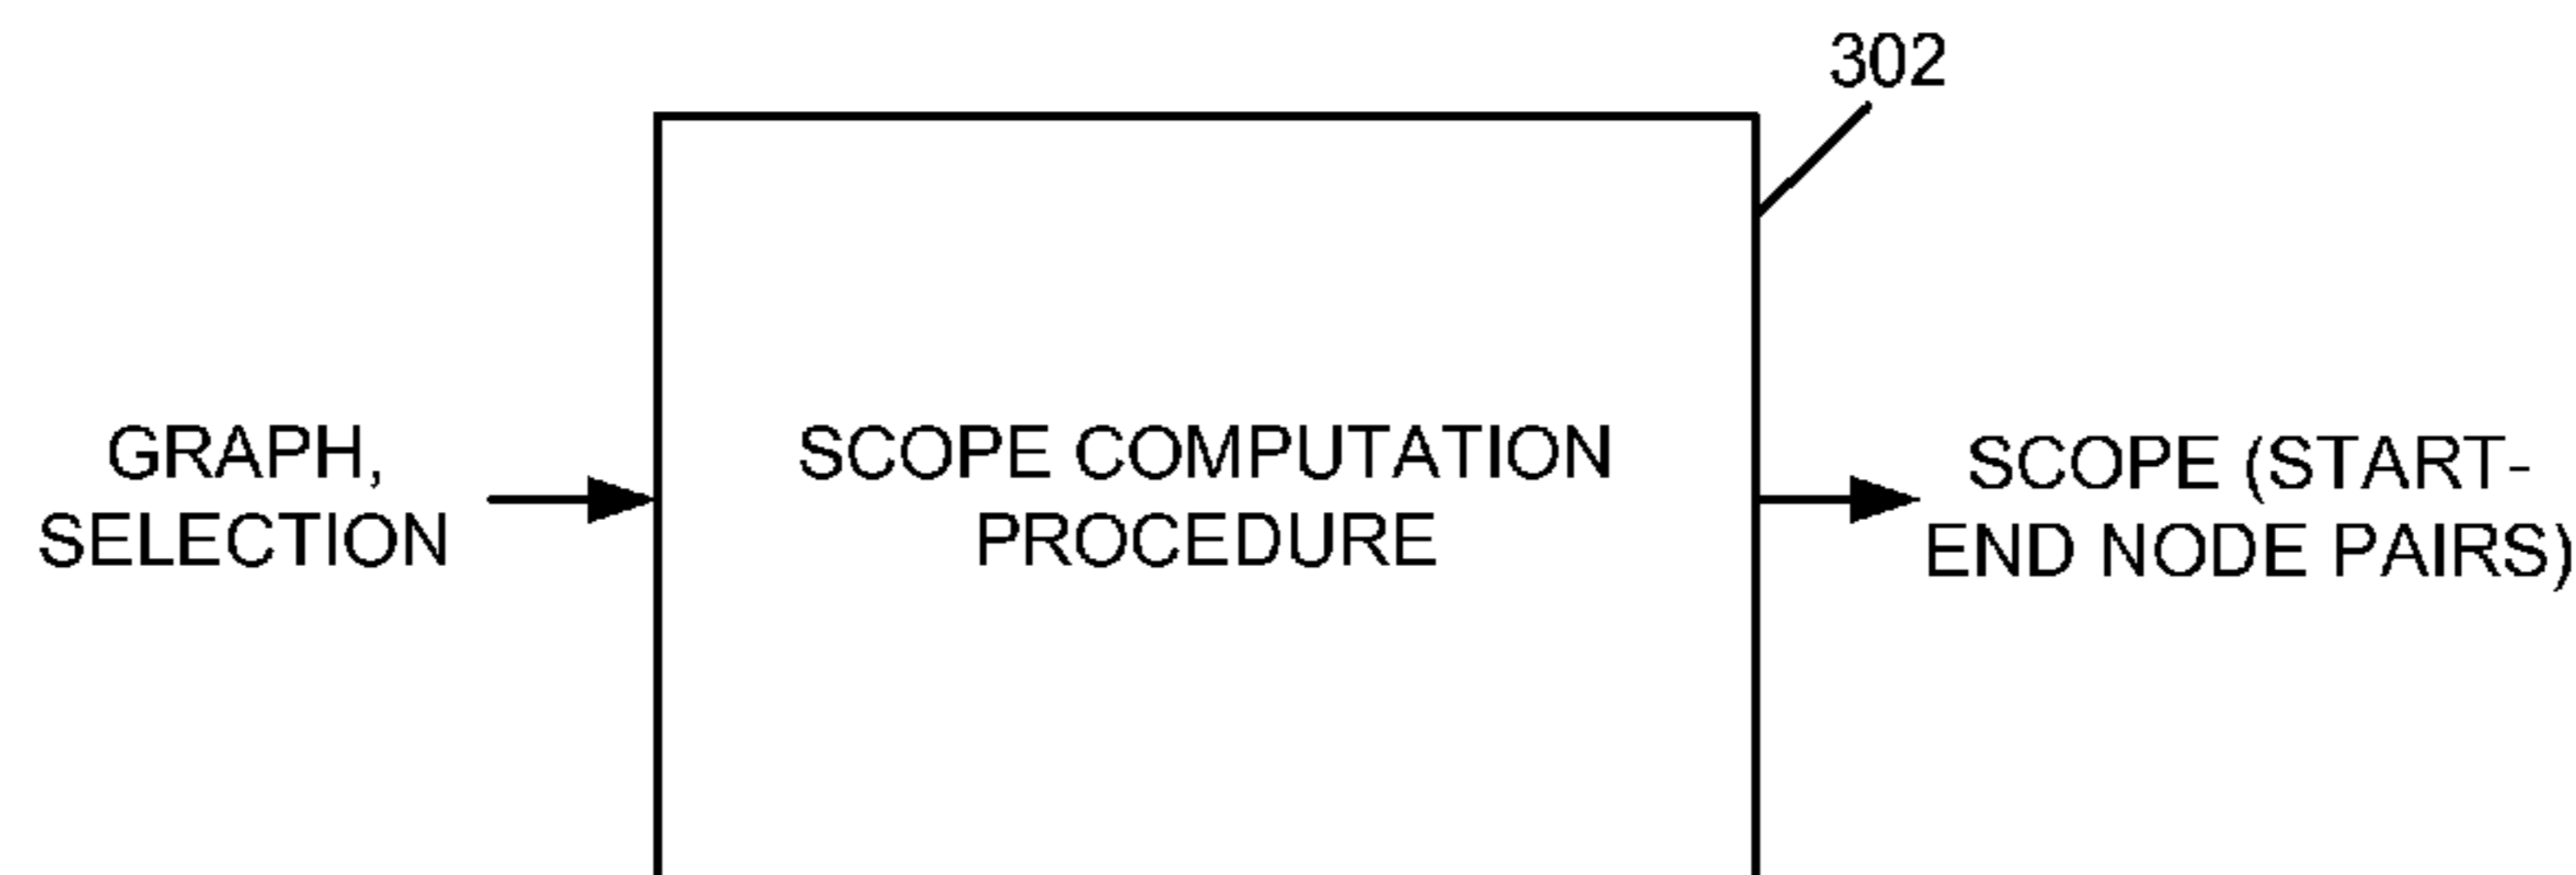 302
GRAPH,
SELECTION
SCOPE COMPUTATION
PROCEDURE
SCOPE (START-
END NODE PAIRS)